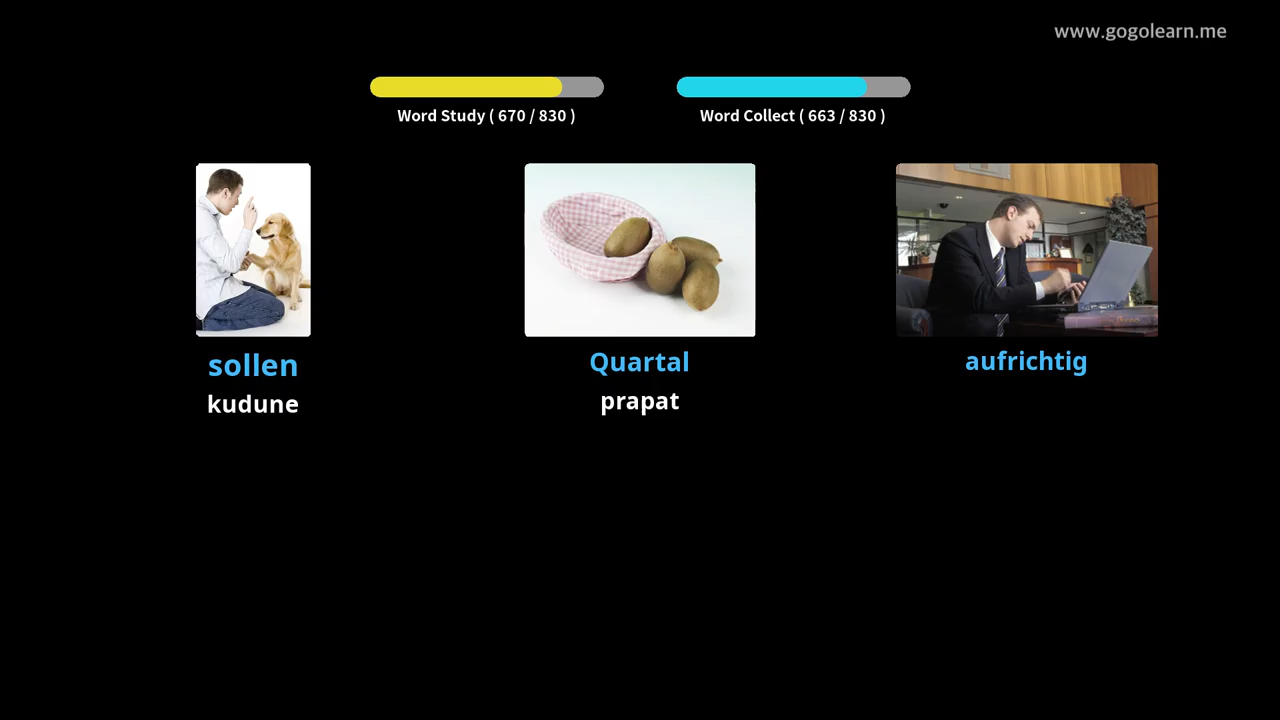 www.gogolearn.me
Word Study ( 670 / 830 )
Word Collect ( 663 / 830 )
sollen
kudune
Quartal
prapat
aufrichtig